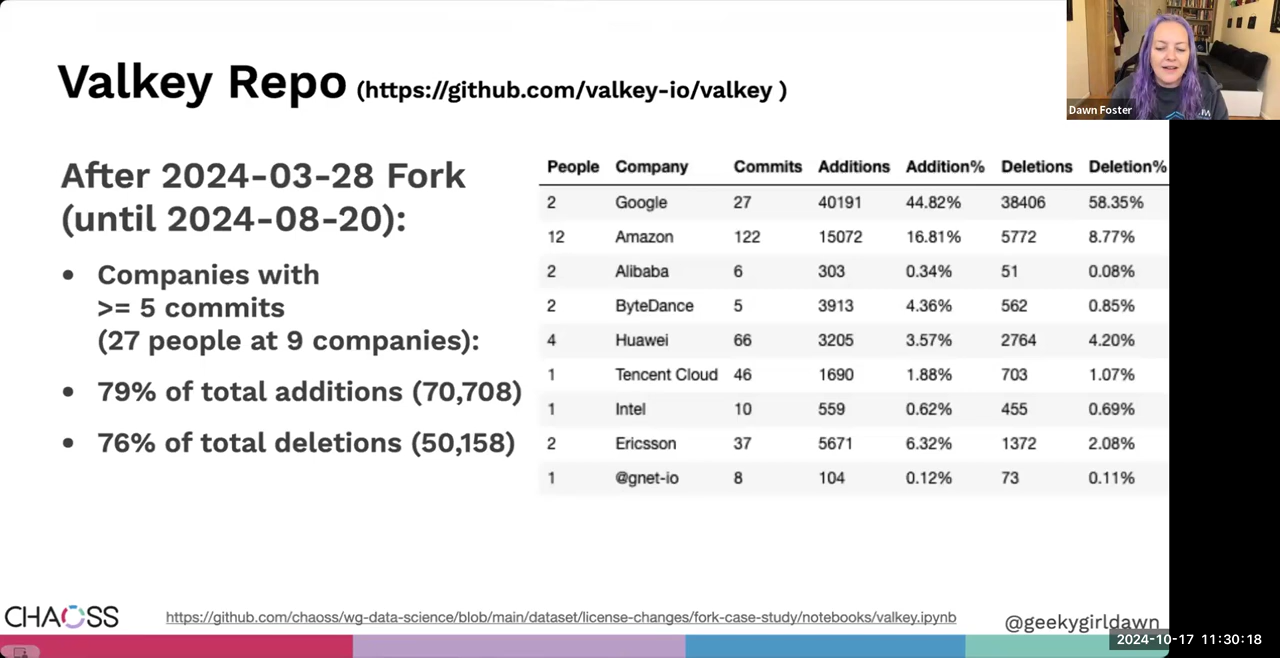 Valkey Repo (https://github.com/valkey-io/valkey )
Dawn Foster
After 2024-03-28 Fork
(until 2024-08-20):
• Companies with
>= 5 commits
(27 people at 9 companies):
• 79% of total additions (70,708)
• 76% of total deletions (50,158)
People Company Commits Additions Addition% Deletions Deletion%
2 Google 27 40191 44.82% 38406 58.35%
12 Amazon 122 15072 16.81% 5772 8.77%
2 Alibaba 6 303 0.34% 51 0.08%
2 ByteDance 5 3913 4.36% 562 0.85%
4 Huawei 66 3205 3.57% 2764 4.20%
1 Tencent Cloud 46 1690 1.88% 703 1.07%
1 Intel 10 559 0.62% 455 0.69%
2 Ericsson 37 5671 6.32% 1372 2.08%
1 @gnet-io 8 104 0.12% 73 0.11%
CHAOSS
https://github.com/chaoss/wg-data-science/blob/main/dataset/license-changes/fork-case-study/notebooks/valkey.ipynb
@geekygirldawn
2024-10-17 11:30:18